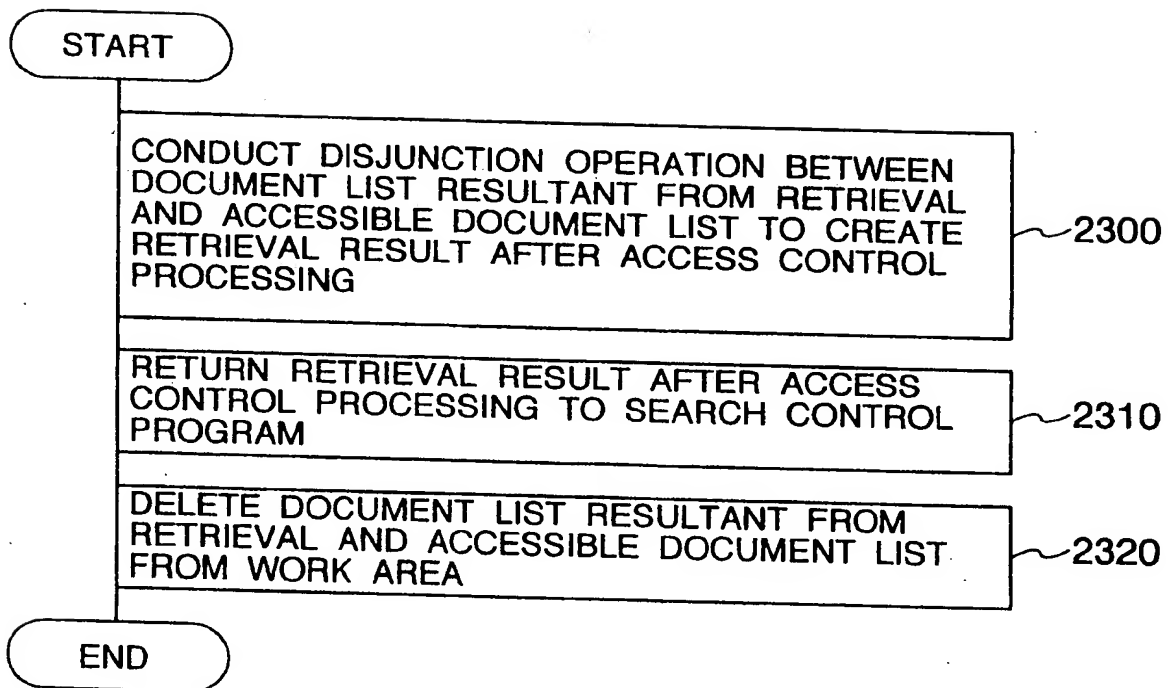 START
CONDUCT DISJUNCTION OPERATION BETWEEN
DOCUMENT LIST RESULTANT FROM RETRIEVAL
AND ACCESSIBLE DOCUMENT LIST TO CREATE
RETRIEVAL RESULT AFTER ACCESS CONTROL
PROCESSING
2300
RETURN RETRIEVAL RESULT AFTER ACCESS
CONTROL PROCESSING TO SEARCH CONTROL
PROGRAM
2310
DELETE DOCUMENT LIST RESULTANT FROM
RETRIEVAL AND ACCESSIBLE DOCUMENT LIST
FROM WORK AREA
2320
END